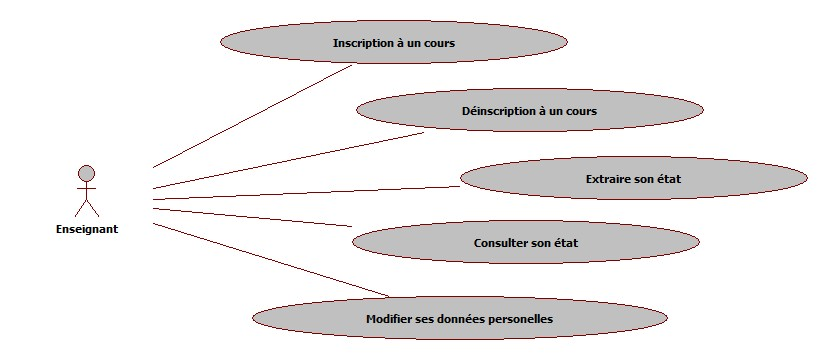 Inscription à un cours
Déinscription à un cours
Extraire son état
Enseignant
Consulter son état
Modifier ses données personelles